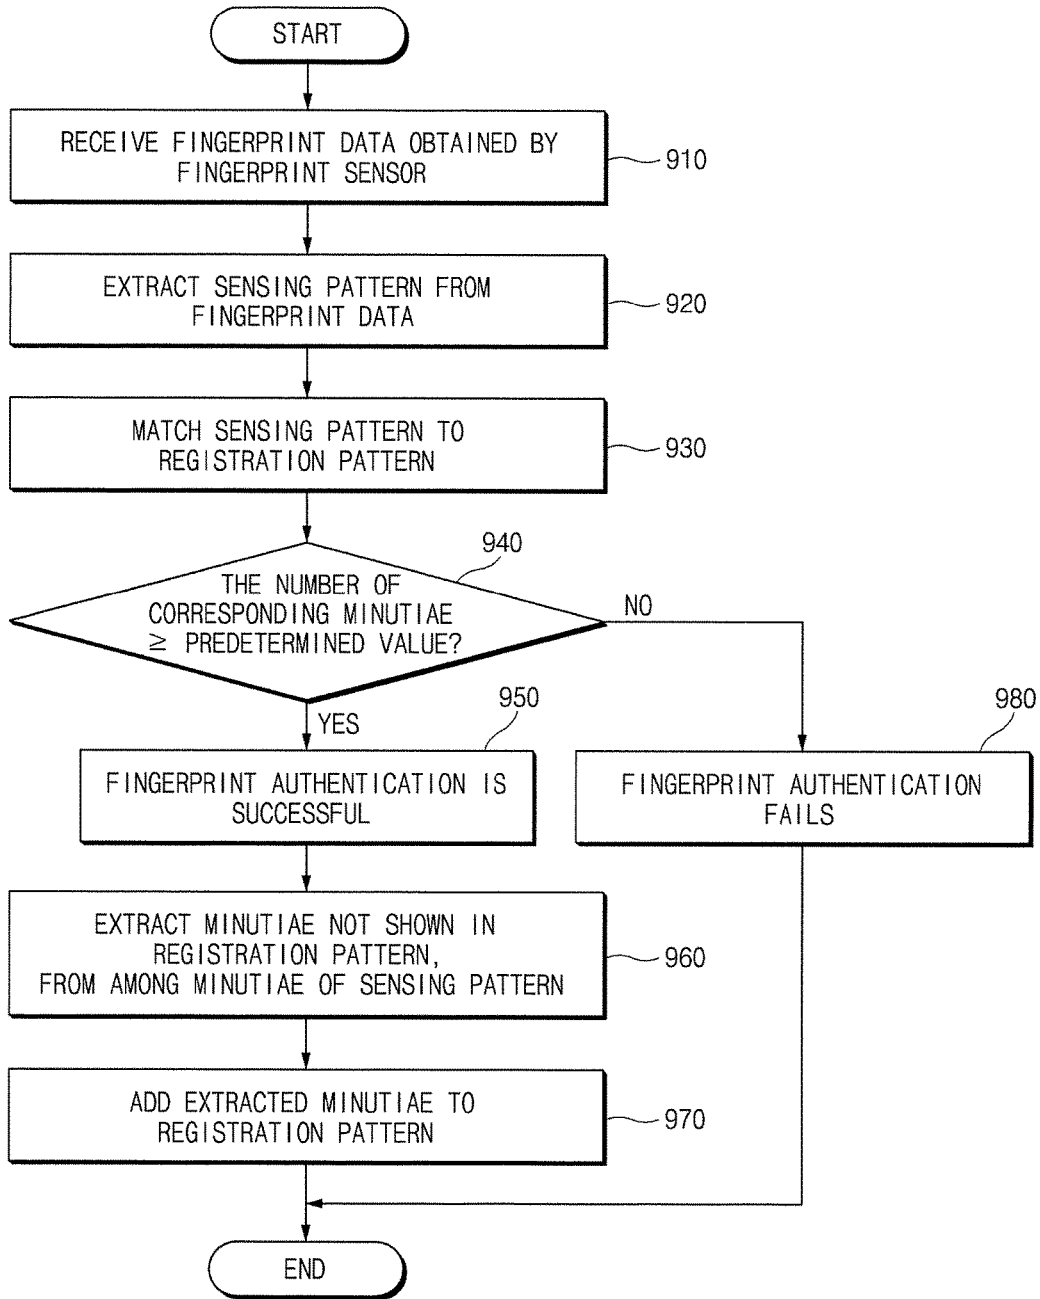 START
RECEIVE FINGERPRINT DATA OBTAINED BY
FINGERPRINT SENSOR
910
EXTRACT SENSING PATTERN FROM
FINGERPRINT DATA
920
MATCH SENSING PATTERN TO
REGISTRATION PATTERN
930
940
THE NUMBER OF
CORRESPONDING MINUTIAE
≥ PREDETERMINED VALUE?
NO
YES
950
FINGERPRINT AUTHENTICATION IS
SUCCESSFUL
980
FINGERPRINT AUTHENTICATION
FAILS
EXTRACT MINUTIAE NOT SHOWN IN
REGISTRATION PATTERN,
FROM AMONG MINUTIAE OF SENSING PATTERN
960
ADD EXTRACTED MINUTIAE TO
REGISTRATION PATTERN
970
END